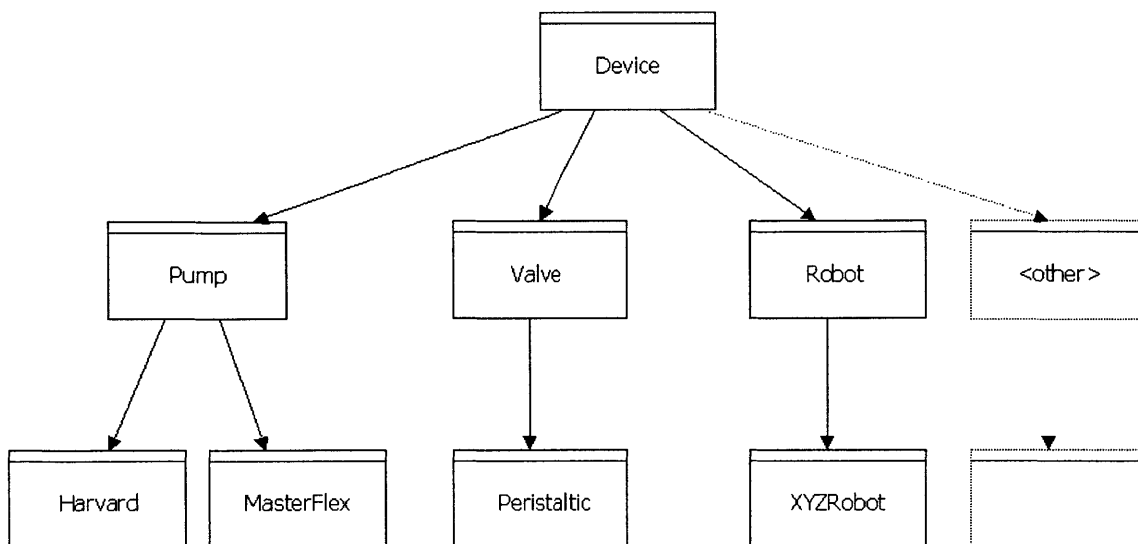 Device
Pump
Valve
Robot
<other>
Harvard
MasterFlex
Peristaltic
XYZRobot